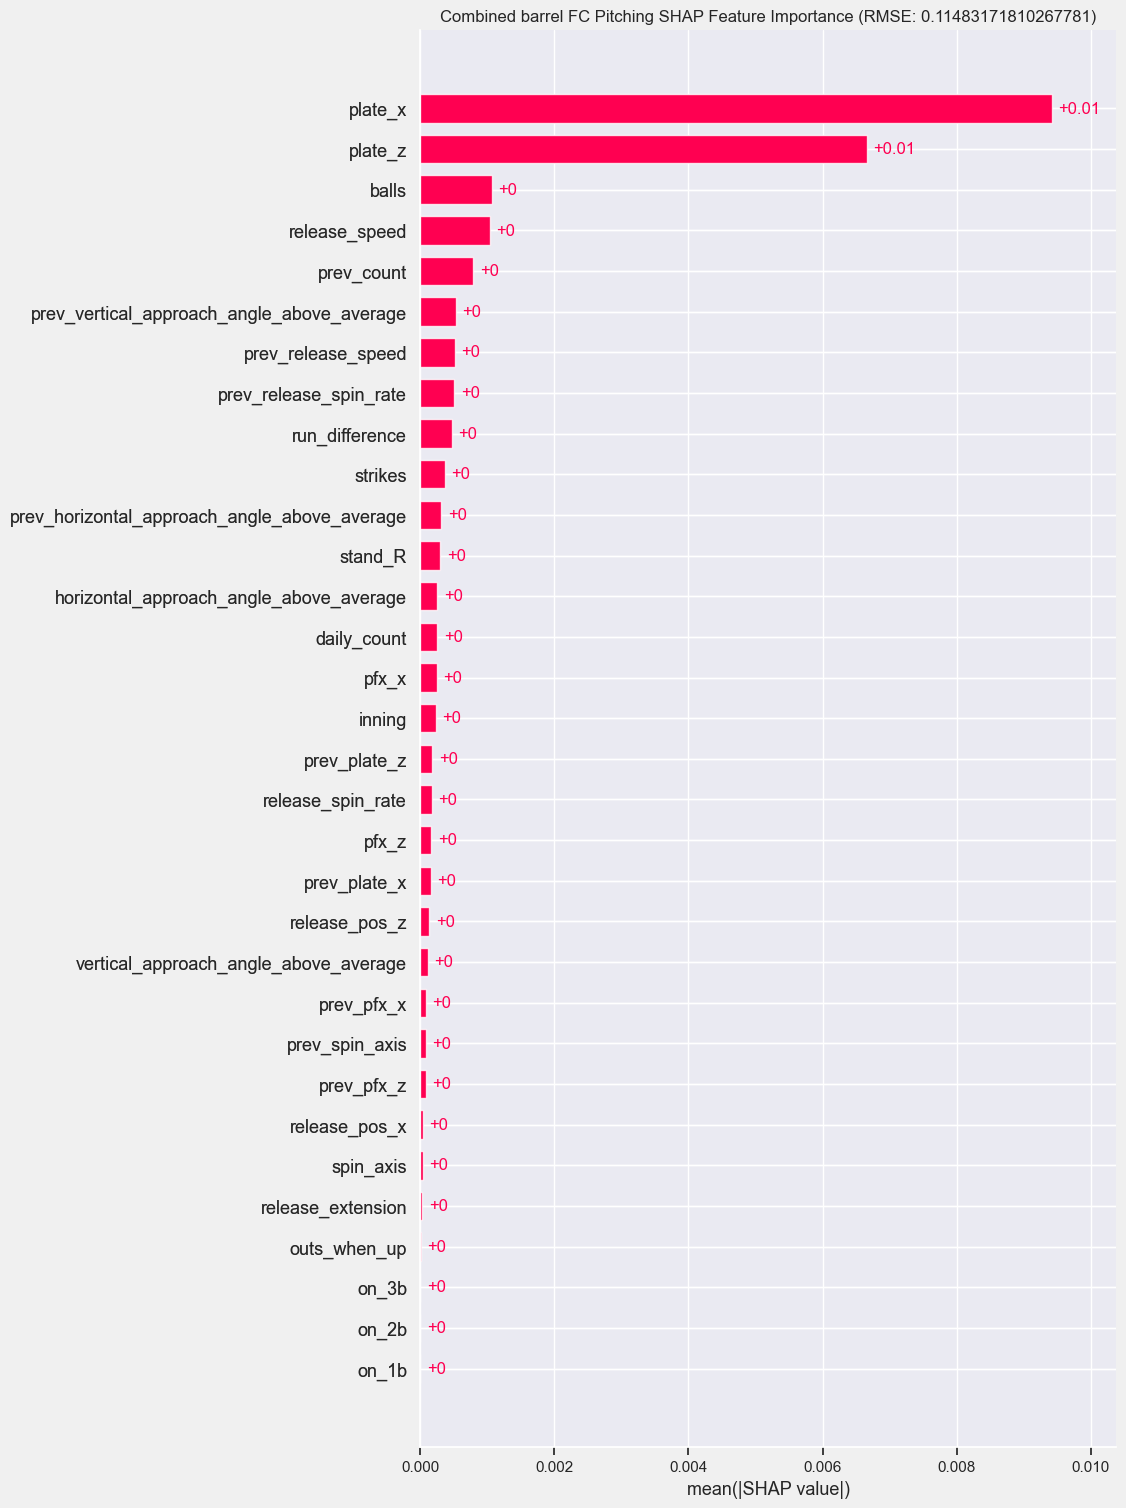 Combined barrel FC Pitching SHAP Feature Importance (RMSE: 0.11483171810267781)
plate_x +0.01
plate_z +0.01
balls +0
release_speed +0
prev_count +0
prev_vertical_approach_angle_above_average +0
prev_release_speed +0
prev_release_spin_rate +0
run_difference +0
strikes +0
prev_horizontal_approach_angle_above_average +0
stand_R +0
horizontal_approach_angle_above_average +0
daily_count +0
pfx_x +0
inning +0
prev_plate_z +0
release_spin_rate +0
pfx_z +0
prev_plate_x +0
release_pos_z +0
vertical_approach_angle_above_average +0
prev_pfx_x +0
prev_spin_axis +0
prev_pfx_z +0
release_pos_x +0
spin_axis +0
release_extension +0
outs_when_up +0
on_3b +0
on_2b +0
on_1b +0
0.000 0.002 0.004 0.006 0.008 0.010
mean(|SHAP value|)